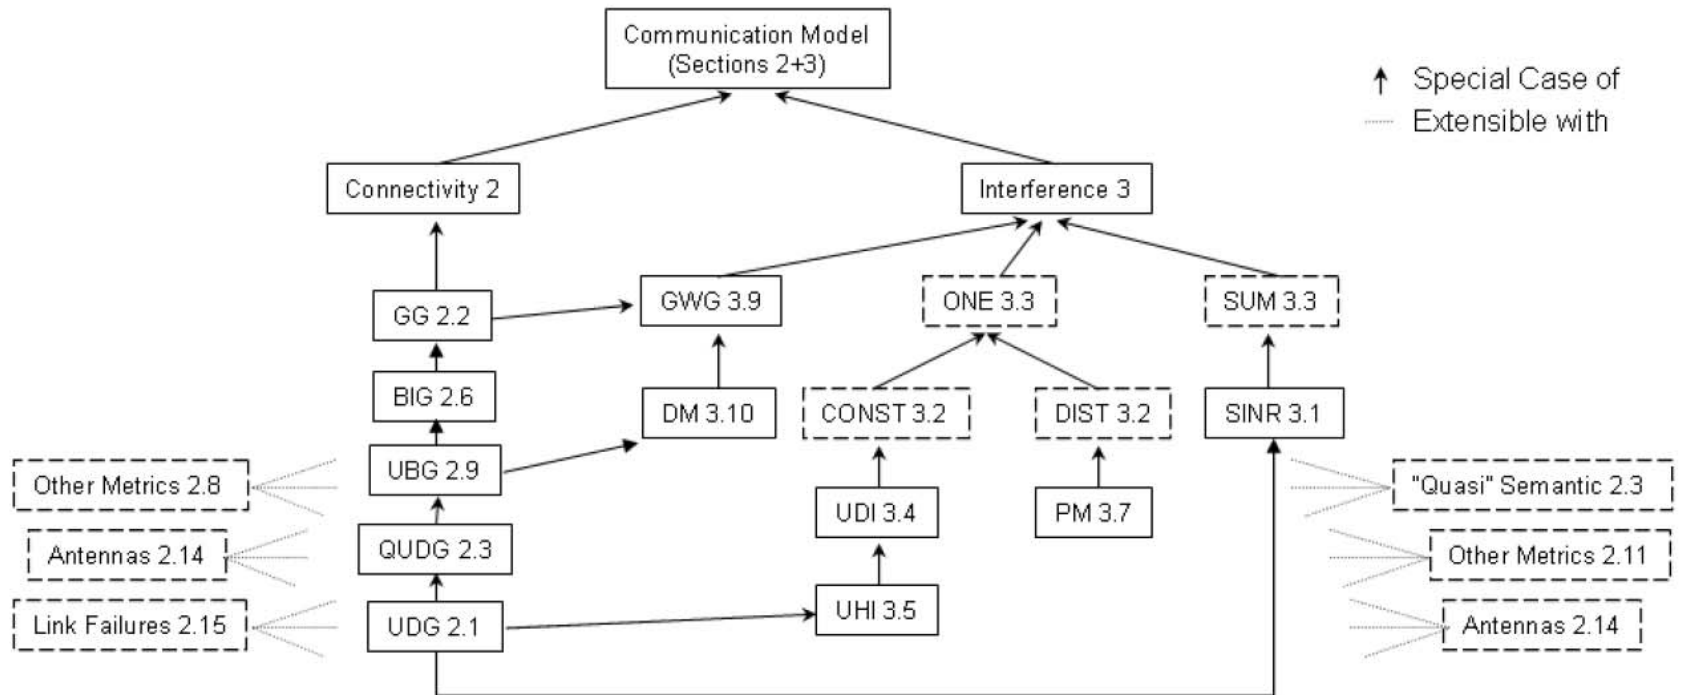 Communication Model
(Sections 2+3)
Special Case of
Extensible with
Connectivity 2
Interference 3
GG 2.2
GWG 3.9
ONE 3.3
SUM 3.3
BIG 2.6
DM 3.10
CONST 3.2
DIST 3.2
SINR 3.1
Other Metrics 2.8
UBG 2.9
UDI 3.4
PM 3.7
"Quasi" Semantic 2.3
Antennas 2.14
QUDG 2.3
Other Metrics 2.11
Link Failures 2.15
UDG 2.1
UHI 3.5
Antennas 2.14